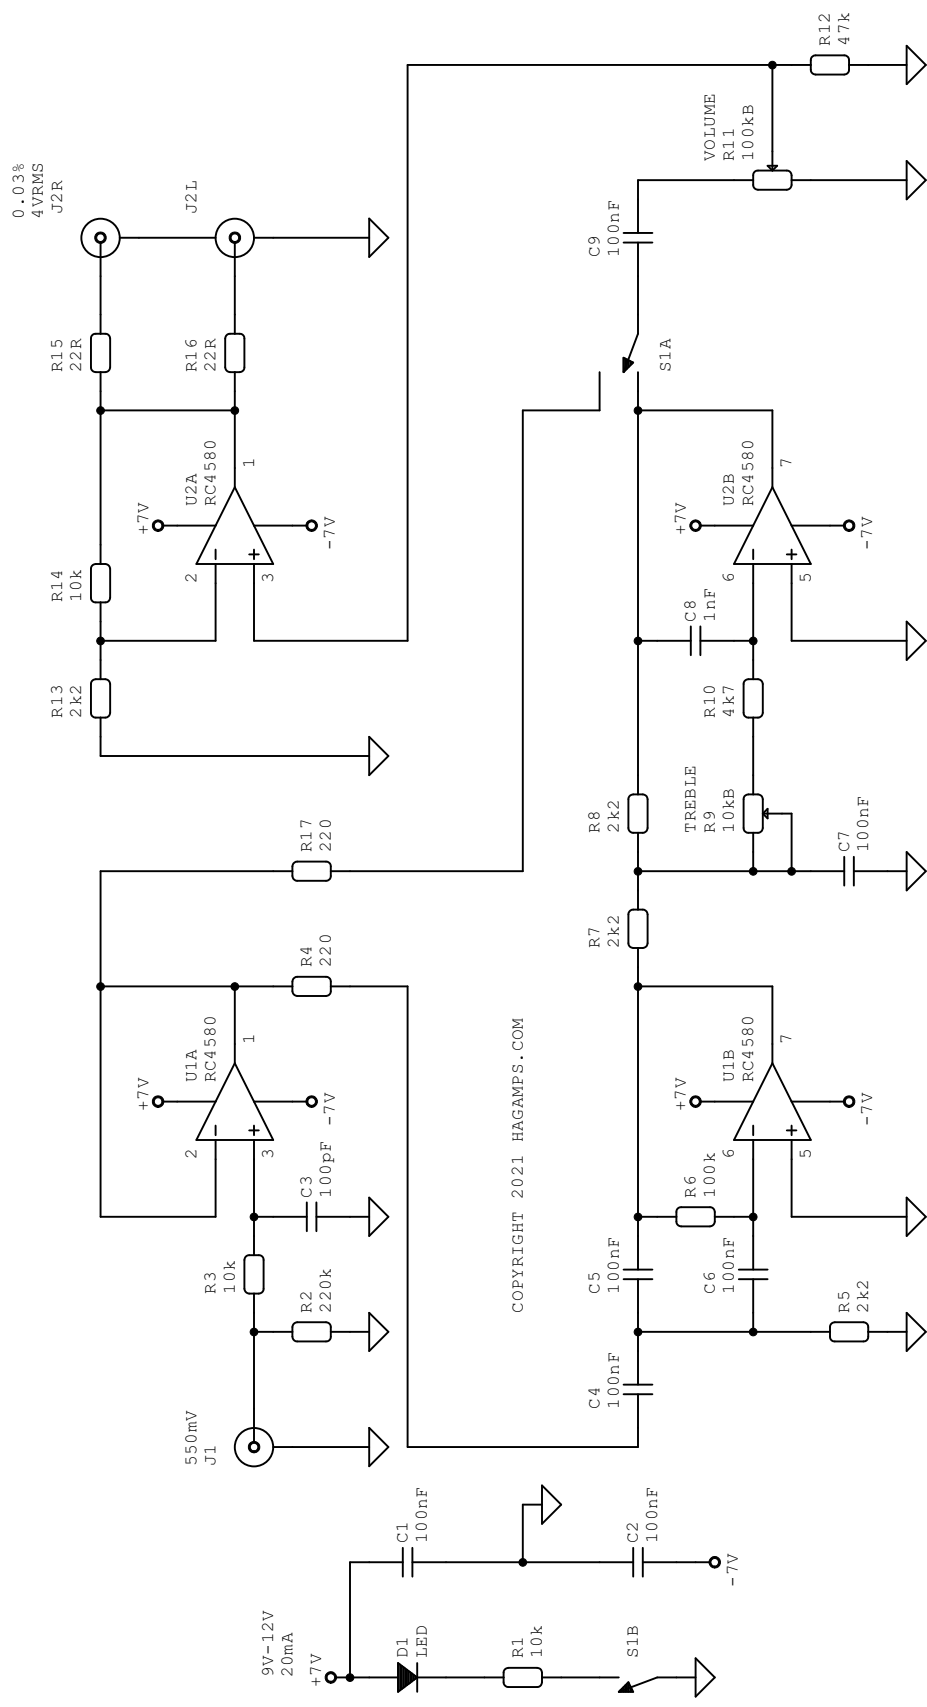 9V-12V
20mA
+7V
D1
LED
R1
10k
S1B
C1
100nF
C2
100nF
-7V
550mV
J1
R2
220k
R3
10k
C3
100pF
+7V
U1A
RC4580
2
3
1
-7V
R4
220
R17
220
C4
100nF
C5
100nF
C6
100nF
R5
2k2
R6
100k
+7V
U1B
RC4580
6
5
7
-7V
COPYRIGHT 2021 HAGAMPS.COM
R7
2k2
R8
2k2
TREBLE
R9
10kB
C7
100nF
R10
4k7
C8
1nF
+7V
U2B
RC4580
6
5
7
-7V
S1A
C9
100nF
VOLUME
R11
100kB
R12
47k
R13
2k2
R14
10k
+7V
U2A
RC4580
2
3
1
-7V
R15
22R
R16
22R
0.03%
4VRMS
J2R
J2L